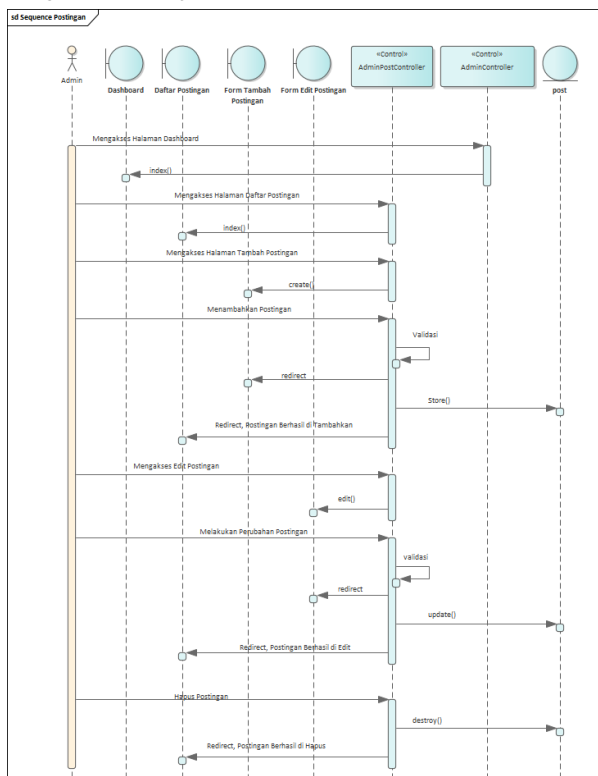 sd Sequence Postingan
Admin
Dashboard
Daftar Postingan
Form Tambah
Postingan
Form Edit Postingan
«Control»
AdminPostController
«Control»
AdminController
post
Mengakses Halaman Dashboard
index()
Mengakses Halaman Daftar Postingan
index()
Mengakses Halaman Tambah Postingan
create()
Menambahkan Postingan
Validasi
redirect
Store()
Redirect, Postingan Berhasil di Tambahkan
Mengakses Edit Postingan
edit()
Melakukan Perubahan Postingan
validasi
redirect
update()
Redirect, Postingan Berhasil di Edit
Hapus Postingan
destroy()
Redirect, Postingan Berhasil di Hapus